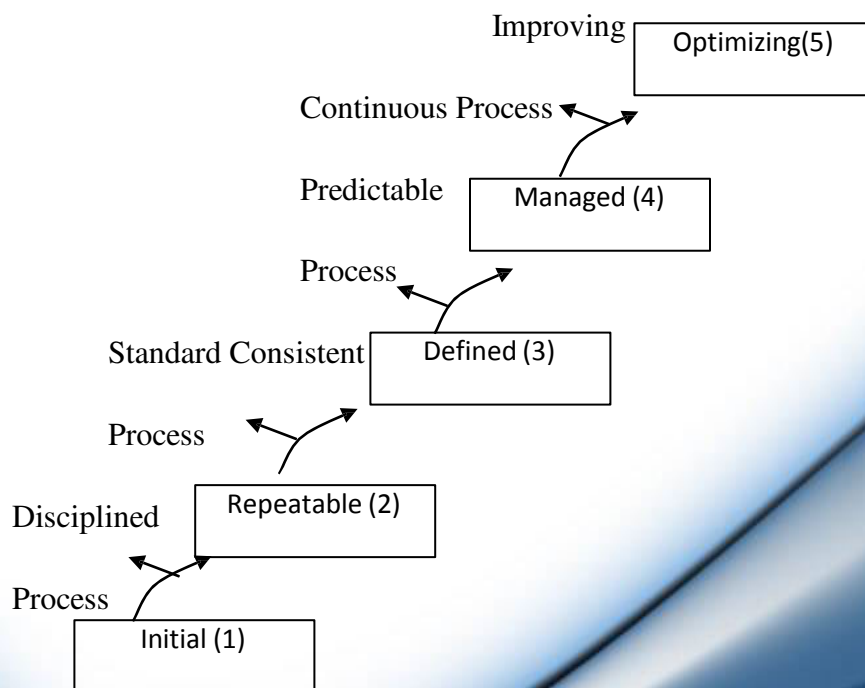 Improving
Optimizing(5)
Continuous Process
Predictable
Managed (4)
Process
Standard Consistent
Defined (3)
Process
Repeatable (2)
Disciplined
Process
Initial (1)